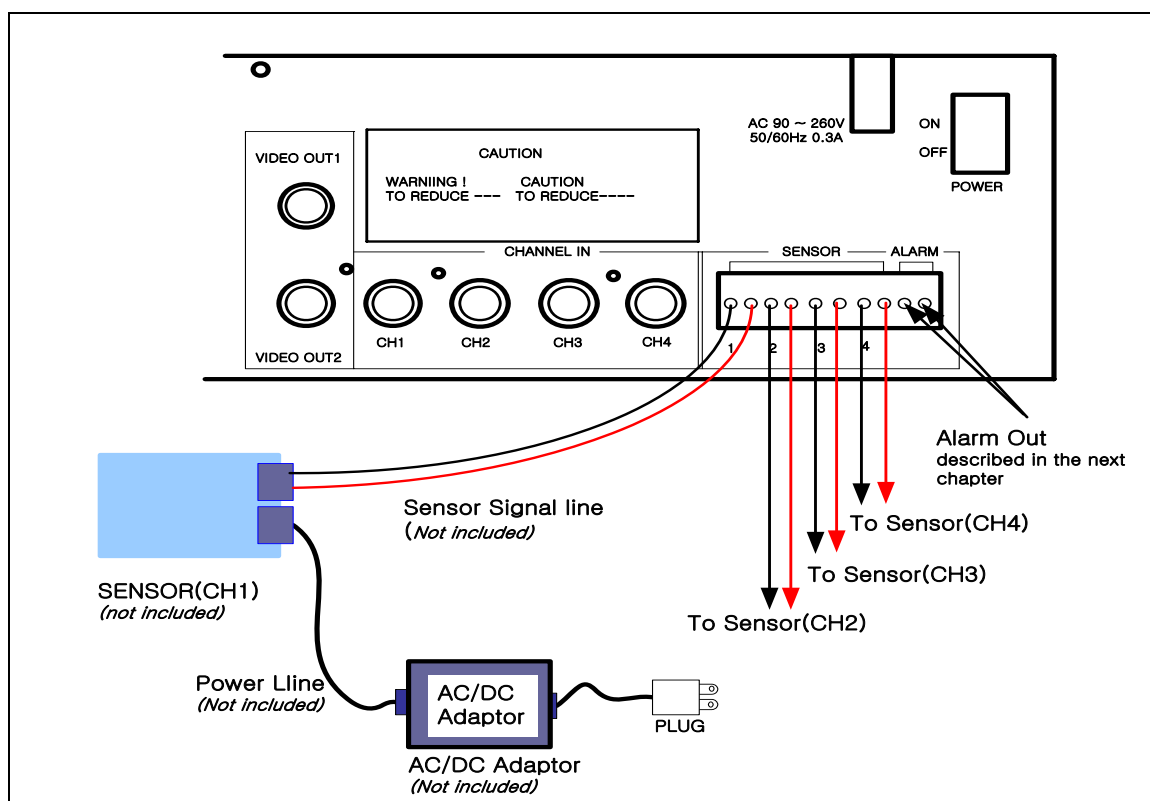 AC 90 ~ 260V
50/60Hz 0.3A
ON
OFF
POWER
VIDEO OUT1
CAUTION
WARNIING !
TO REDUCE ---
CAUTION
TO REDUCE----
CHANNEL IN
SENSOR
ALARM
CH1
CH2
CH3
CH4
VIDEO OUT2
1
2
3
4
Alarm Out
described in the next
chapter
Sensor Signal line
(Not included)
To Sensor(CH4)
To Sensor(CH3)
To Sensor(CH2)
SENSOR(CH1)
(not included)
Power Lline
(Not included)
AC/DC
Adaptor
PLUG
AC/DC Adaptor
(Not included)